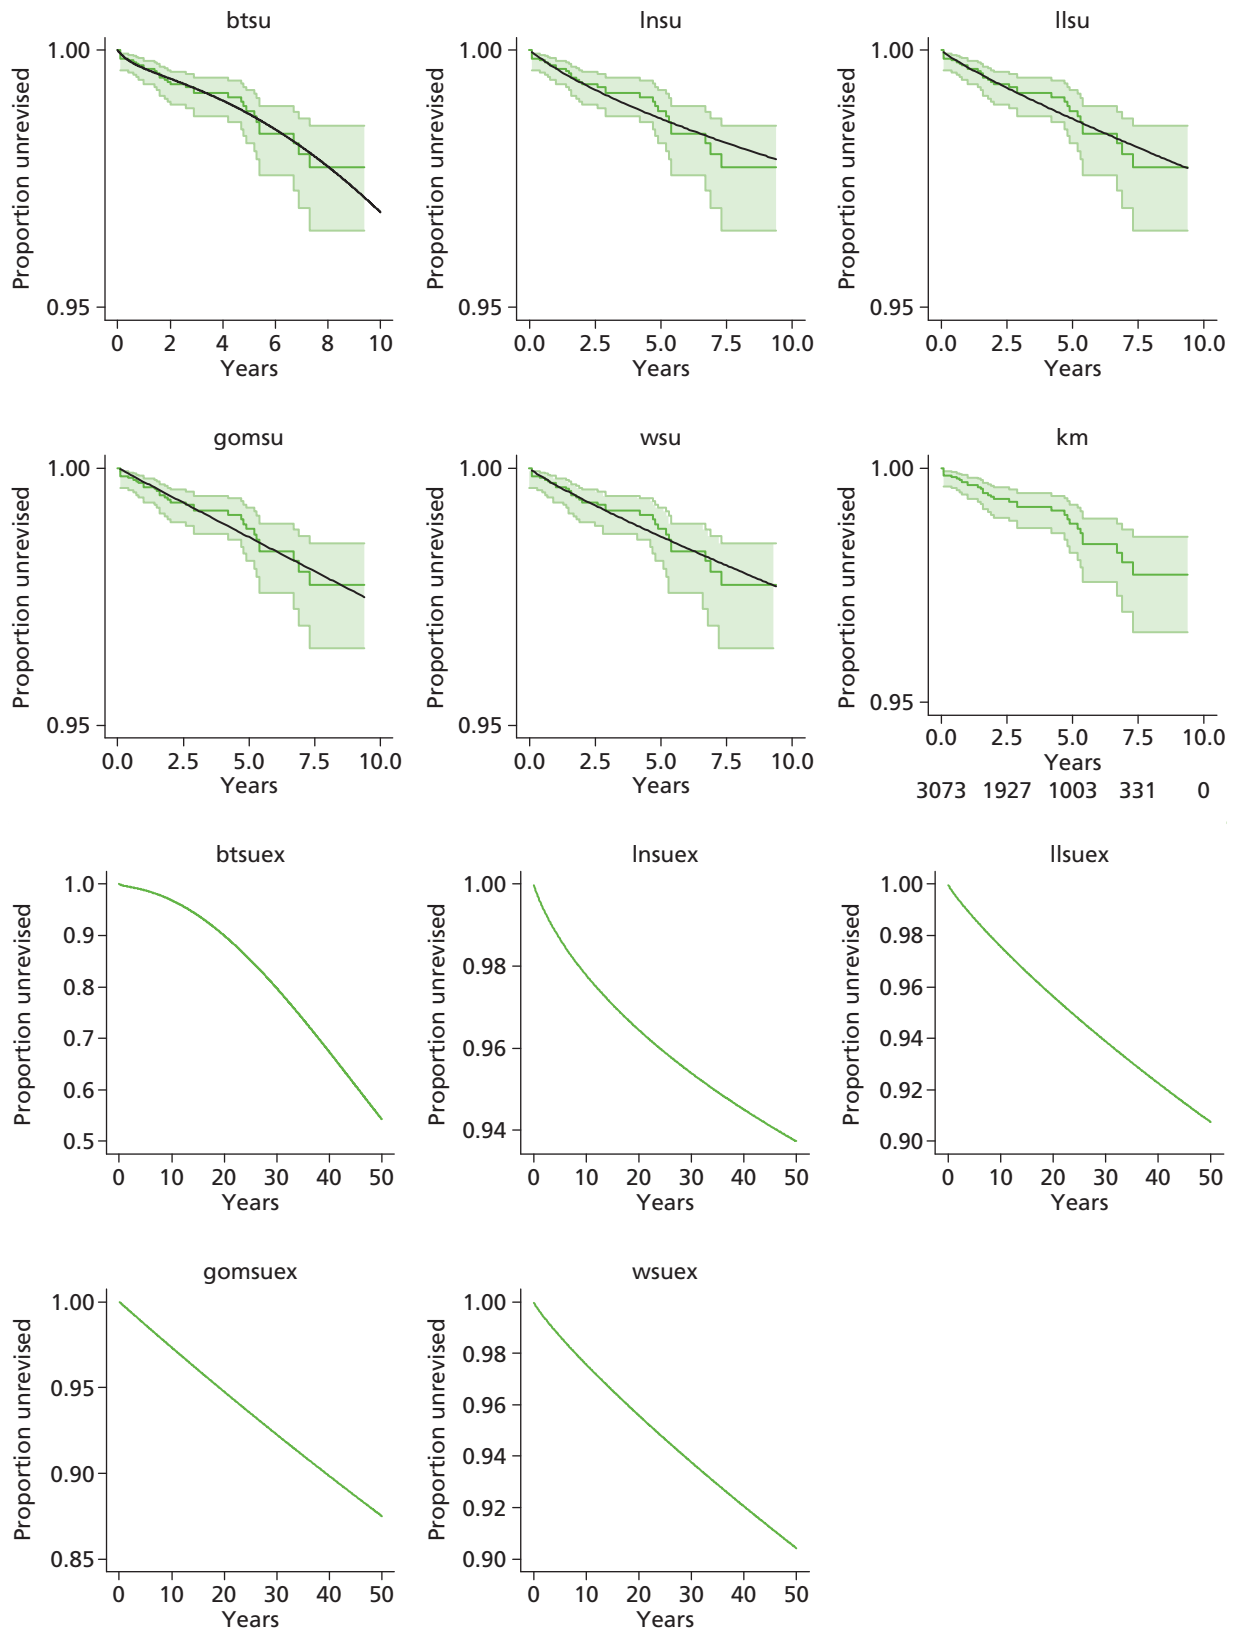 btsu
Proportion unrevised
1.00
0.95
0 2 4 6 8 10
Years
lnsu
Proportion unrevised
1.00
0.95
0.0 2.5 5.0 7.5 10.0
Years
llsu
Proportion unrevised
1.00
0.95
0.0 2.5 5.0 7.5 10.0
Years
gomsu
Proportion unrevised
1.00
0.95
0.0 2.5 5.0 7.5 10.0
Years
wsu
Proportion unrevised
1.00
0.95
0.0 2.5 5.0 7.5 10.0
Years
km
Proportion unrevised
1.00
0.95
0.0 2.5 5.0 7.5 10.0
Years
3073 1927 1003 331 0
btsuex
Proportion unrevised
1.0
0.9
0.8
0.7
0.6
0.5
0 10 20 30 40 50
Years
lnsuex
Proportion unrevised
1.00
0.98
0.96
0.94
0 10 20 30 40 50
Years
llsuex
Proportion unrevised
1.00
0.98
0.96
0.94
0.92
0.90
0 10 20 30 40 50
Years
gomsuex
Proportion unrevised
1.00
0.95
0.90
0.85
0 10 20 30 40 50
Years
wsuex
Proportion unrevised
1.00
0.98
0.96
0.94
0.92
0.90
0 10 20 30 40 50
Years